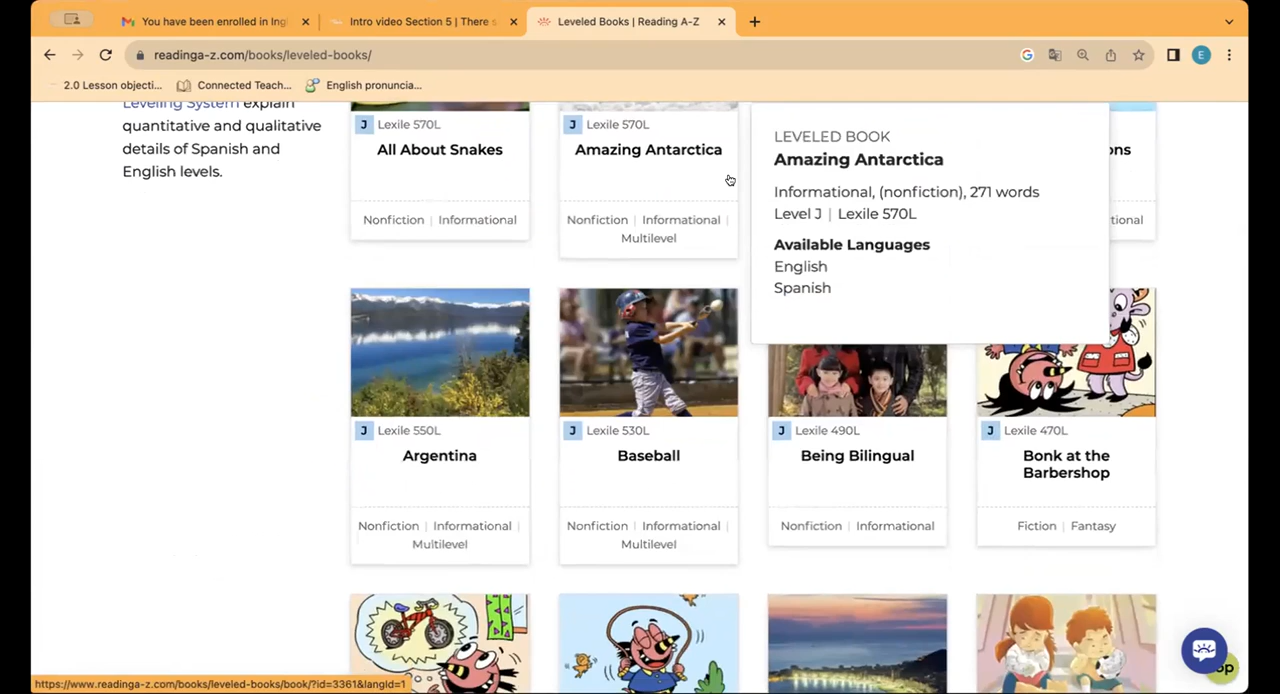 You have been enrolled in Ing
Intro video Section 5 | There s
Leveled Books | Reading A-Z
readinga-z.com/books/leveled-books/
E
2.0 Lesson objecti...
Connected Teach...
English pronuncia...
Leveling System explain
quantitative and qualitative
details of Spanish and
English levels.
J Lexile 570L
All About Snakes
Nonfiction | Informational
J Lexile 570L
Amazing Antarctica
Nonfiction | Informational |
Multilevel
LEVELED BOOK
Amazing Antarctica
Informational, (nonfiction), 271 words
Level J | Lexile 570L
Available Languages
English
Spanish
ons
tional
J Lexile 550L
Argentina
Nonfiction | Informational |
Multilevel
J Lexile 530L
Baseball
Nonfiction | Informational |
Multilevel
J Lexile 490L
Being Bilingual
Nonfiction | Informational
J Lexile 470L
Bonk at the
Barbershop
Fiction | Fantasy
op
https://www.readinga-z.com/books/leveled-books/book/?id=3361&langId=1